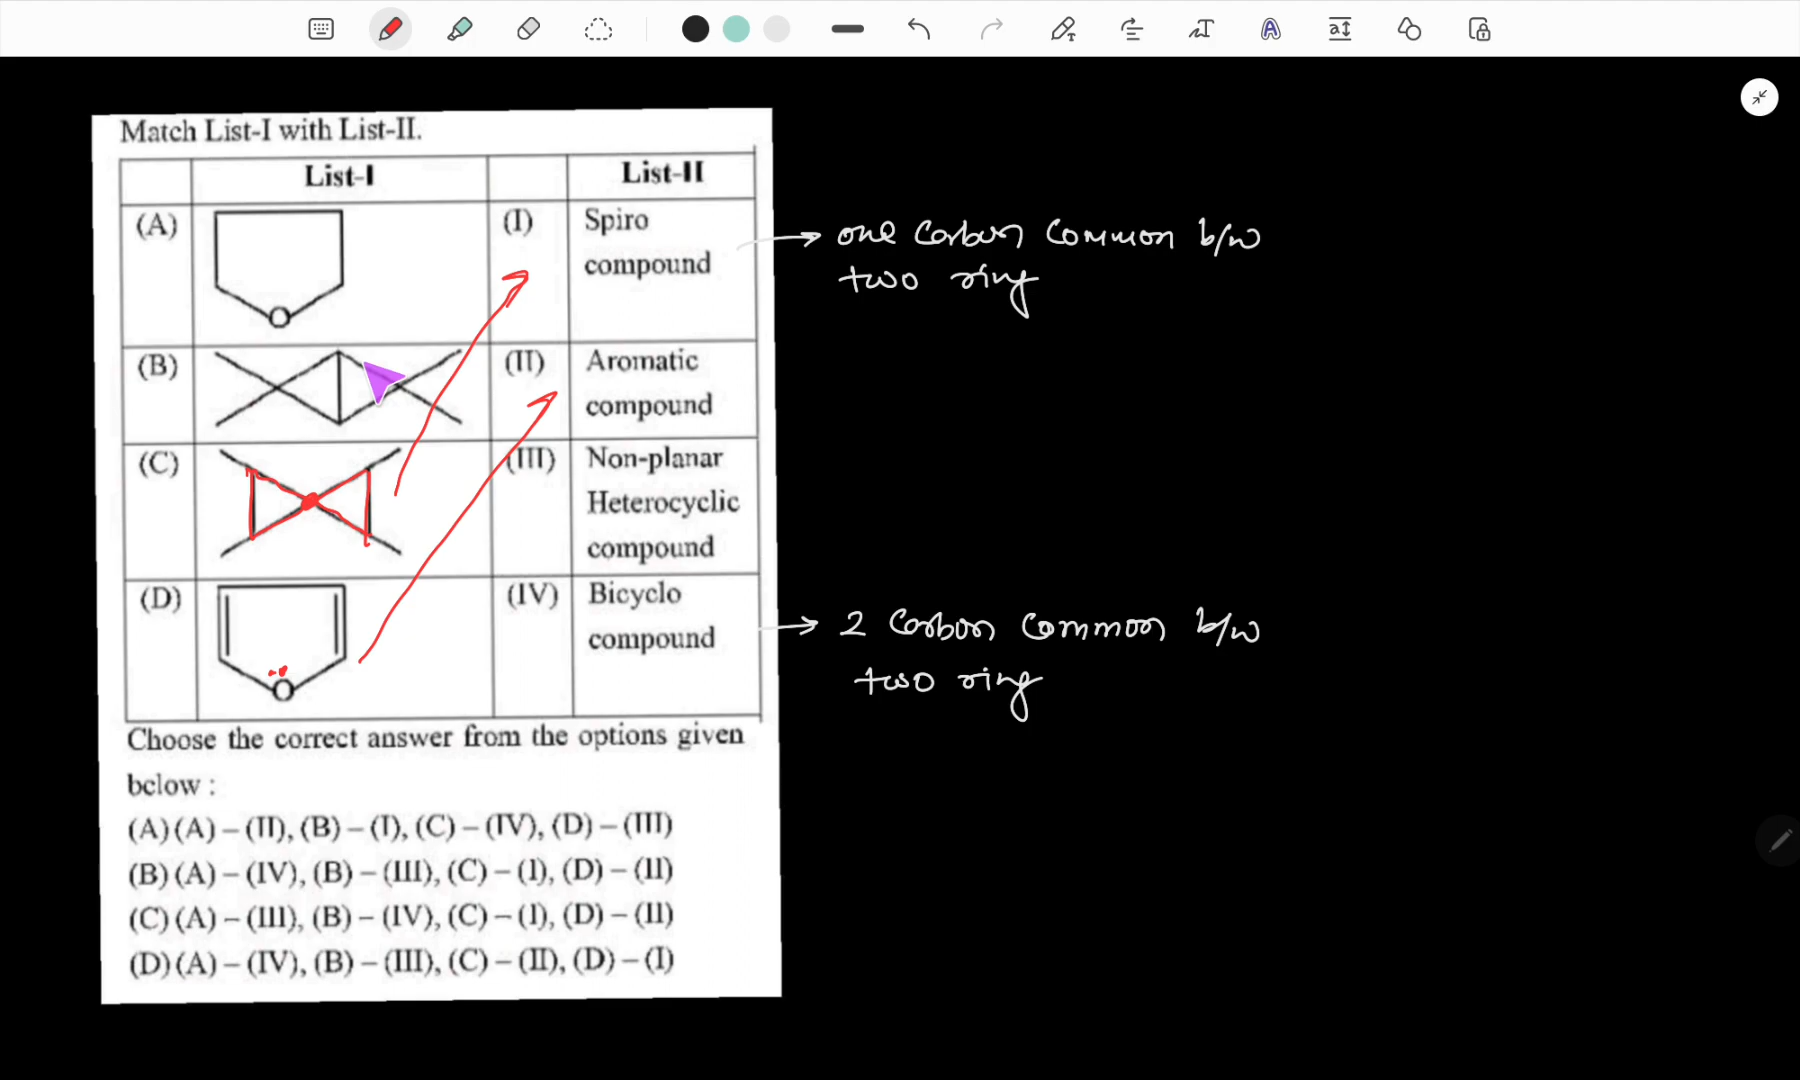 Match List-I with List-II.
List-I List-II
(A) O (I) Spiro
compound
(B) (II) Aromatic
compound
(C) (III) Non-planar
Heterocyclic
compound
(D) O (IV) Bicyclo
compound
Choose the correct answer from the options given
below :
(A) (A) – (II), (B) – (I), (C) – (IV), (D) – (III)
(B) (A) – (IV), (B) – (III), (C) – (I), (D) – (II)
(C) (A) – (III), (B) – (IV), (C) – (I), (D) – (II)
(D) (A) – (IV), (B) – (III), (C) – (II), (D) – (I)
one carbon common b/w
two ring
2 carbon common b/w
two ring